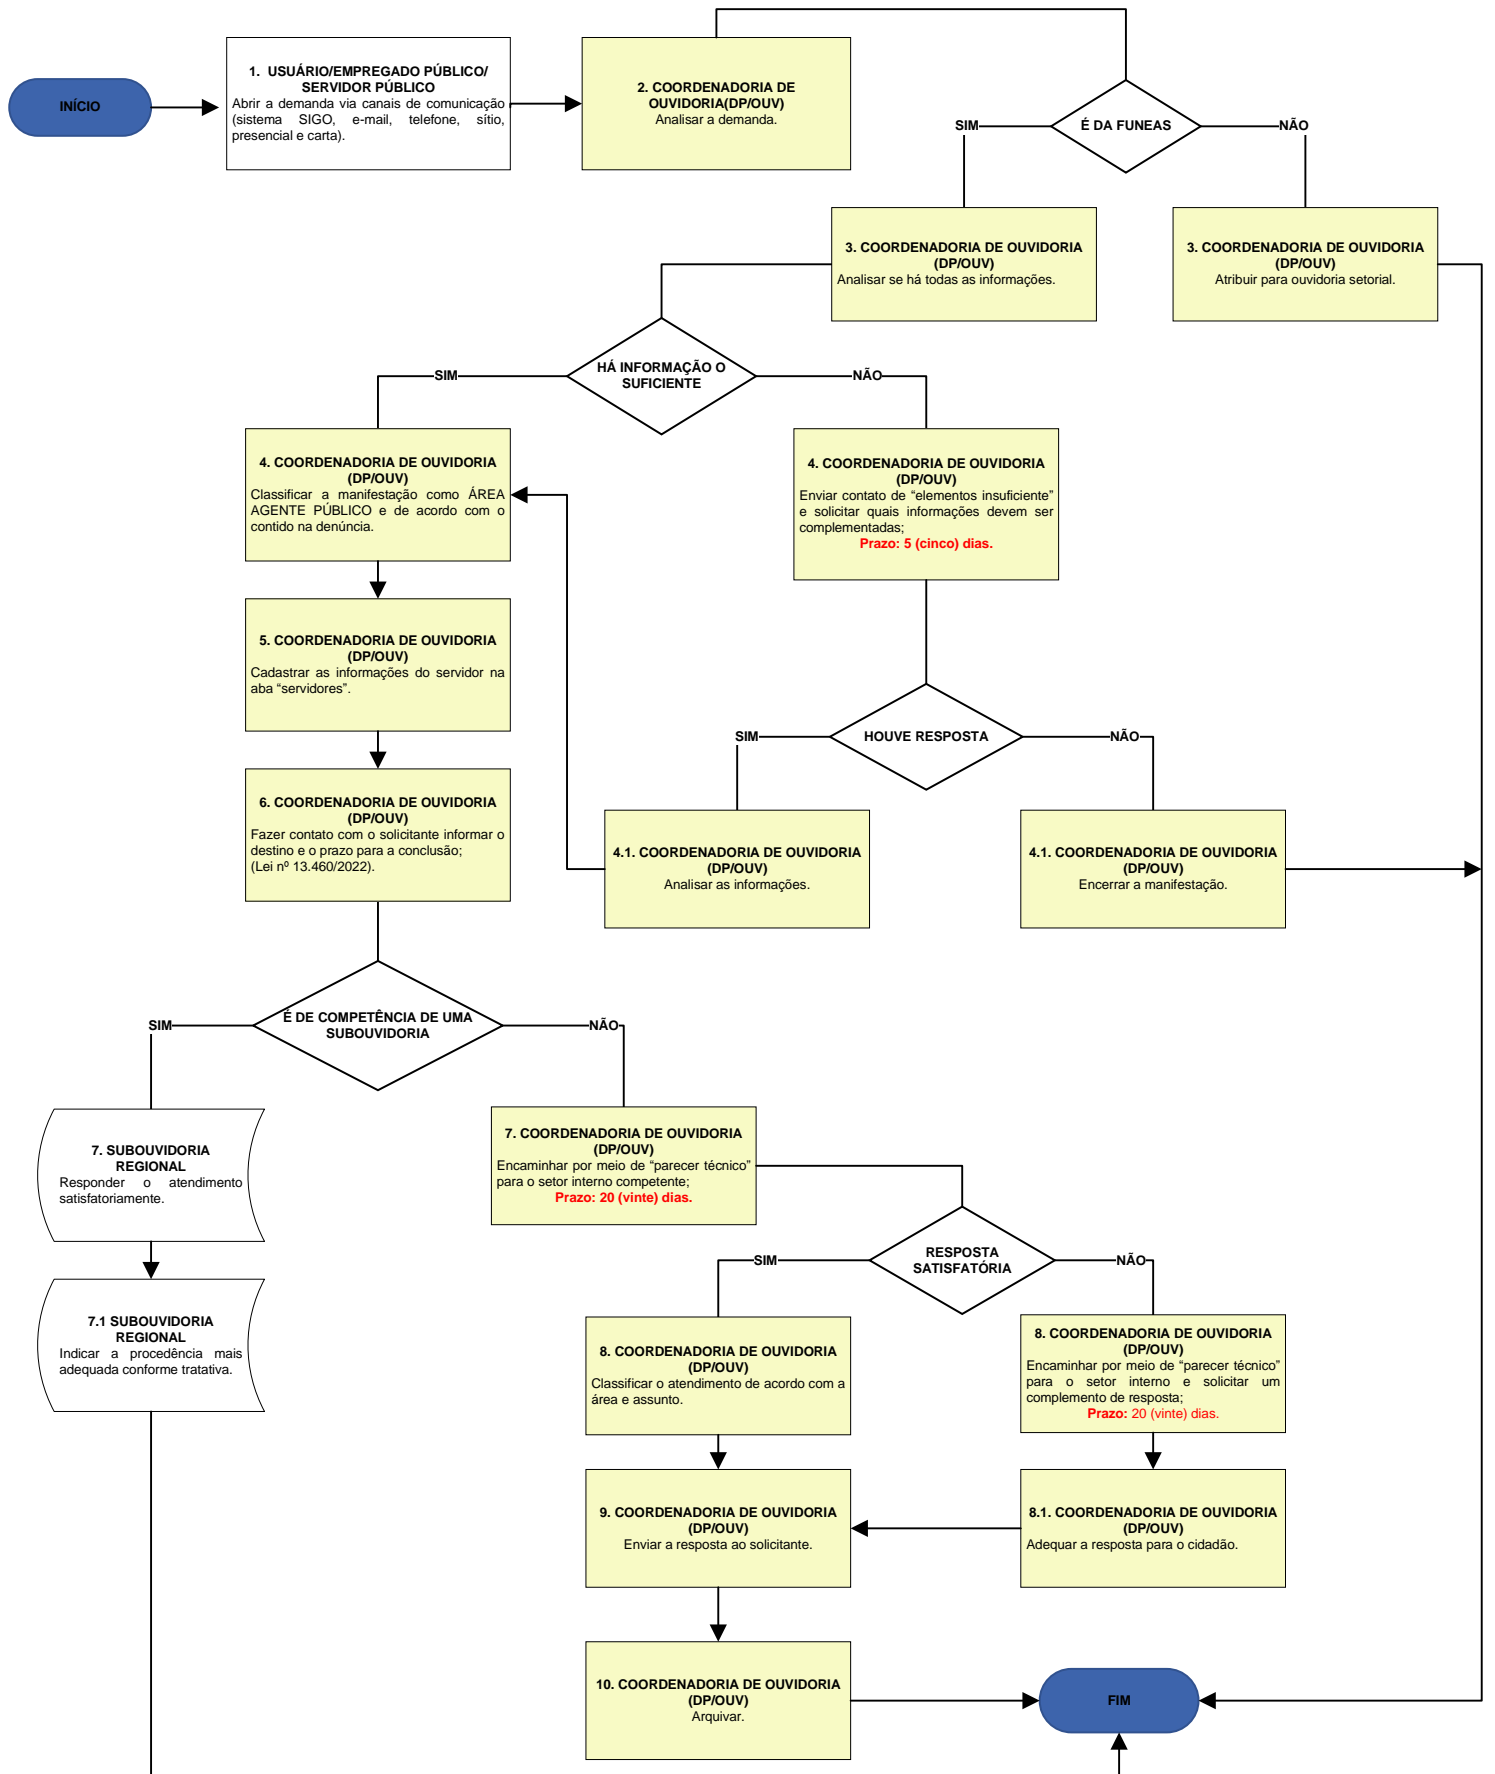 INÍCIO
1. USUÁRIO/EMPREGADO PÚBLICO/
SERVIDOR PÚBLICO
Abrir a demanda via canais de comunicação
(sistema SIGO, e-mail, telefone, sítio,
presencial e carta).
2. COORDENADORIA DE
OUVIDORIA(DP/OUV)
Analisar a demanda.
SIM
É DA FUNEAS
NÃO
3. COORDENADORIA DE OUVIDORIA
(DP/OUV)
Analisar se há todas as informações.
3. COORDENADORIA DE OUVIDORIA
(DP/OUV)
Atribuir para ouvidoria setorial.
SIM
HÁ INFORMAÇÃO O
SUFICIENTE
NÃO
4. COORDENADORIA DE OUVIDORIA
(DP/OUV)
Classificar a manifestação como ÁREA
AGENTE PÚBLICO e de acordo com o
contido na denúncia.
4. COORDENADORIA DE OUVIDORIA
(DP/OUV)
Enviar contato de “elementos insuficiente”
e solicitar quais informações devem ser
complementadas;
Prazo: 5 (cinco) dias.
5. COORDENADORIA DE OUVIDORIA
(DP/OUV)
Cadastrar as informações do servidor na
aba “servidores”.
SIM
HOUVE RESPOSTA
NÃO
6. COORDENADORIA DE OUVIDORIA
(DP/OUV)
Fazer contato com o solicitante informar o
destino e o prazo para a conclusão;
(Lei nº 13.460/2022).
4.1. COORDENADORIA DE OUVIDORIA
(DP/OUV)
Analisar as informações.
4.1. COORDENADORIA DE OUVIDORIA
(DP/OUV)
Encerrar a manifestação.
SIM
É DE COMPETÊNCIA DE UMA
SUBOUVIDORIA
NÃO
7. SUBOUVIDORIA
REGIONAL
Responder o atendimento
satisfatoriamente.
7. COORDENADORIA DE OUVIDORIA
(DP/OUV)
Encaminhar por meio de “parecer técnico”
para o setor interno competente;
Prazo: 20 (vinte) dias.
SIM
RESPOSTA
SATISFATÓRIA
NÃO
7.1 SUBOUVIDORIA
REGIONAL
Indicar a procedência mais
adequada conforme tratativa.
8. COORDENADORIA DE OUVIDORIA
(DP/OUV)
Classificar o atendimento de acordo com a
área e assunto.
8. COORDENADORIA DE OUVIDORIA
(DP/OUV)
Encaminhar por meio de “parecer técnico”
para o setor interno e solicitar um
complemento de resposta;
Prazo: 20 (vinte) dias.
9. COORDENADORIA DE OUVIDORIA
(DP/OUV)
Enviar a resposta ao solicitante.
8.1. COORDENADORIA DE OUVIDORIA
(DP/OUV)
Adequar a resposta para o cidadão.
10. COORDENADORIA DE OUVIDORIA
(DP/OUV)
Arquivar.
FIM